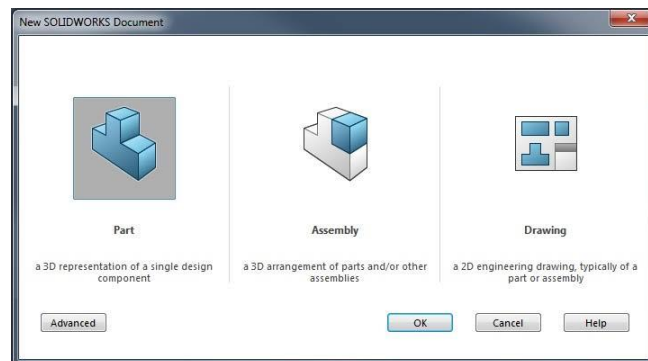 New SOLIDWORKS Document
Part
a 3D representation of a single design
component
Assembly
a 3D arrangement of parts and/or other
assemblies
Drawing
a 2D engineering drawing, typically of a
part or assembly
Advanced
OK
Cancel
Help